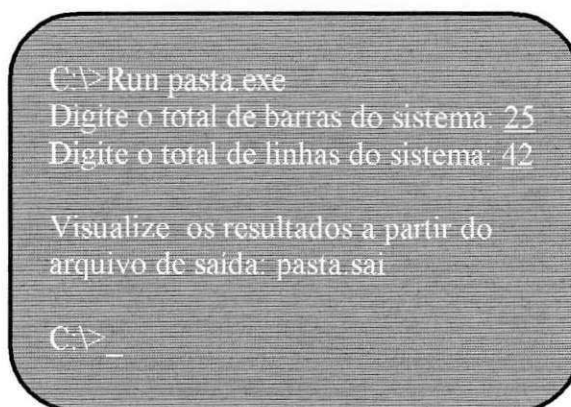 C:\>Run pasta.exe
Digite o total de barras do sistema: 25
Digite o total de linhas do sistema: 42
Visualize os resultados a partir do
arquivo de saída: pasta.sai
C:\>_